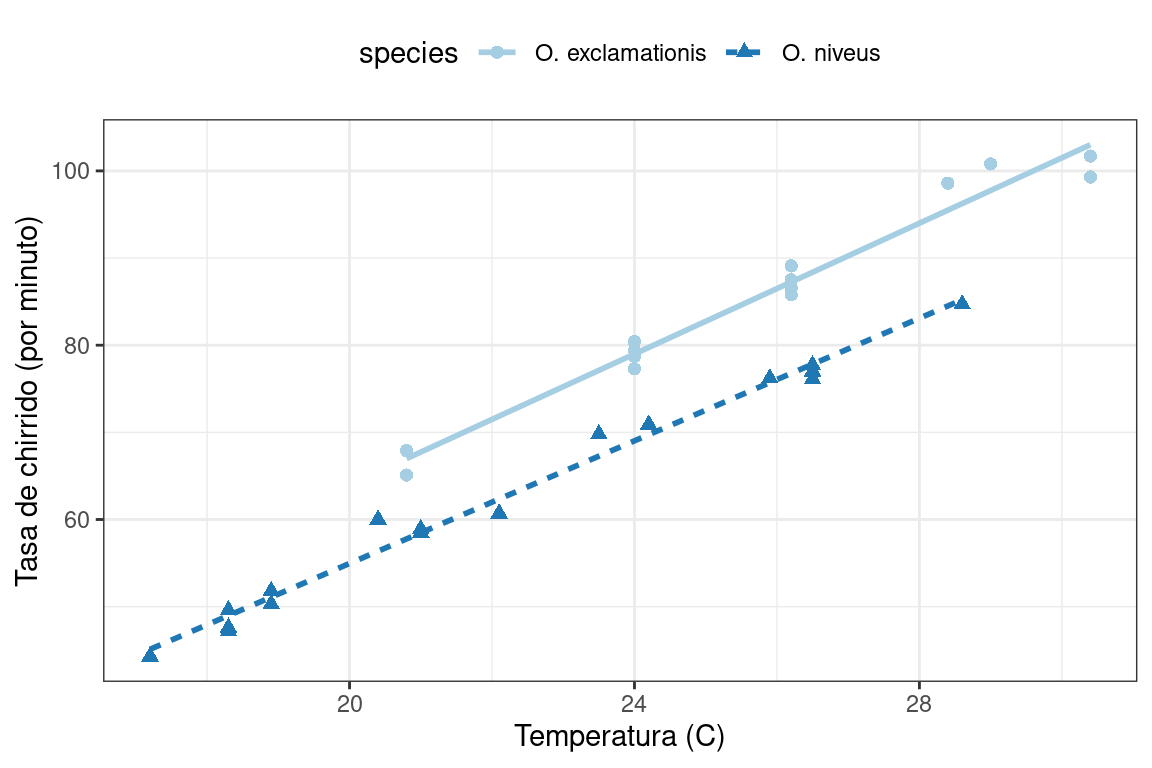 species O. exclamationis O. niveus
100
80
60
Tasa de chirrido (por minuto)
20 24 28
Temperatura (C)